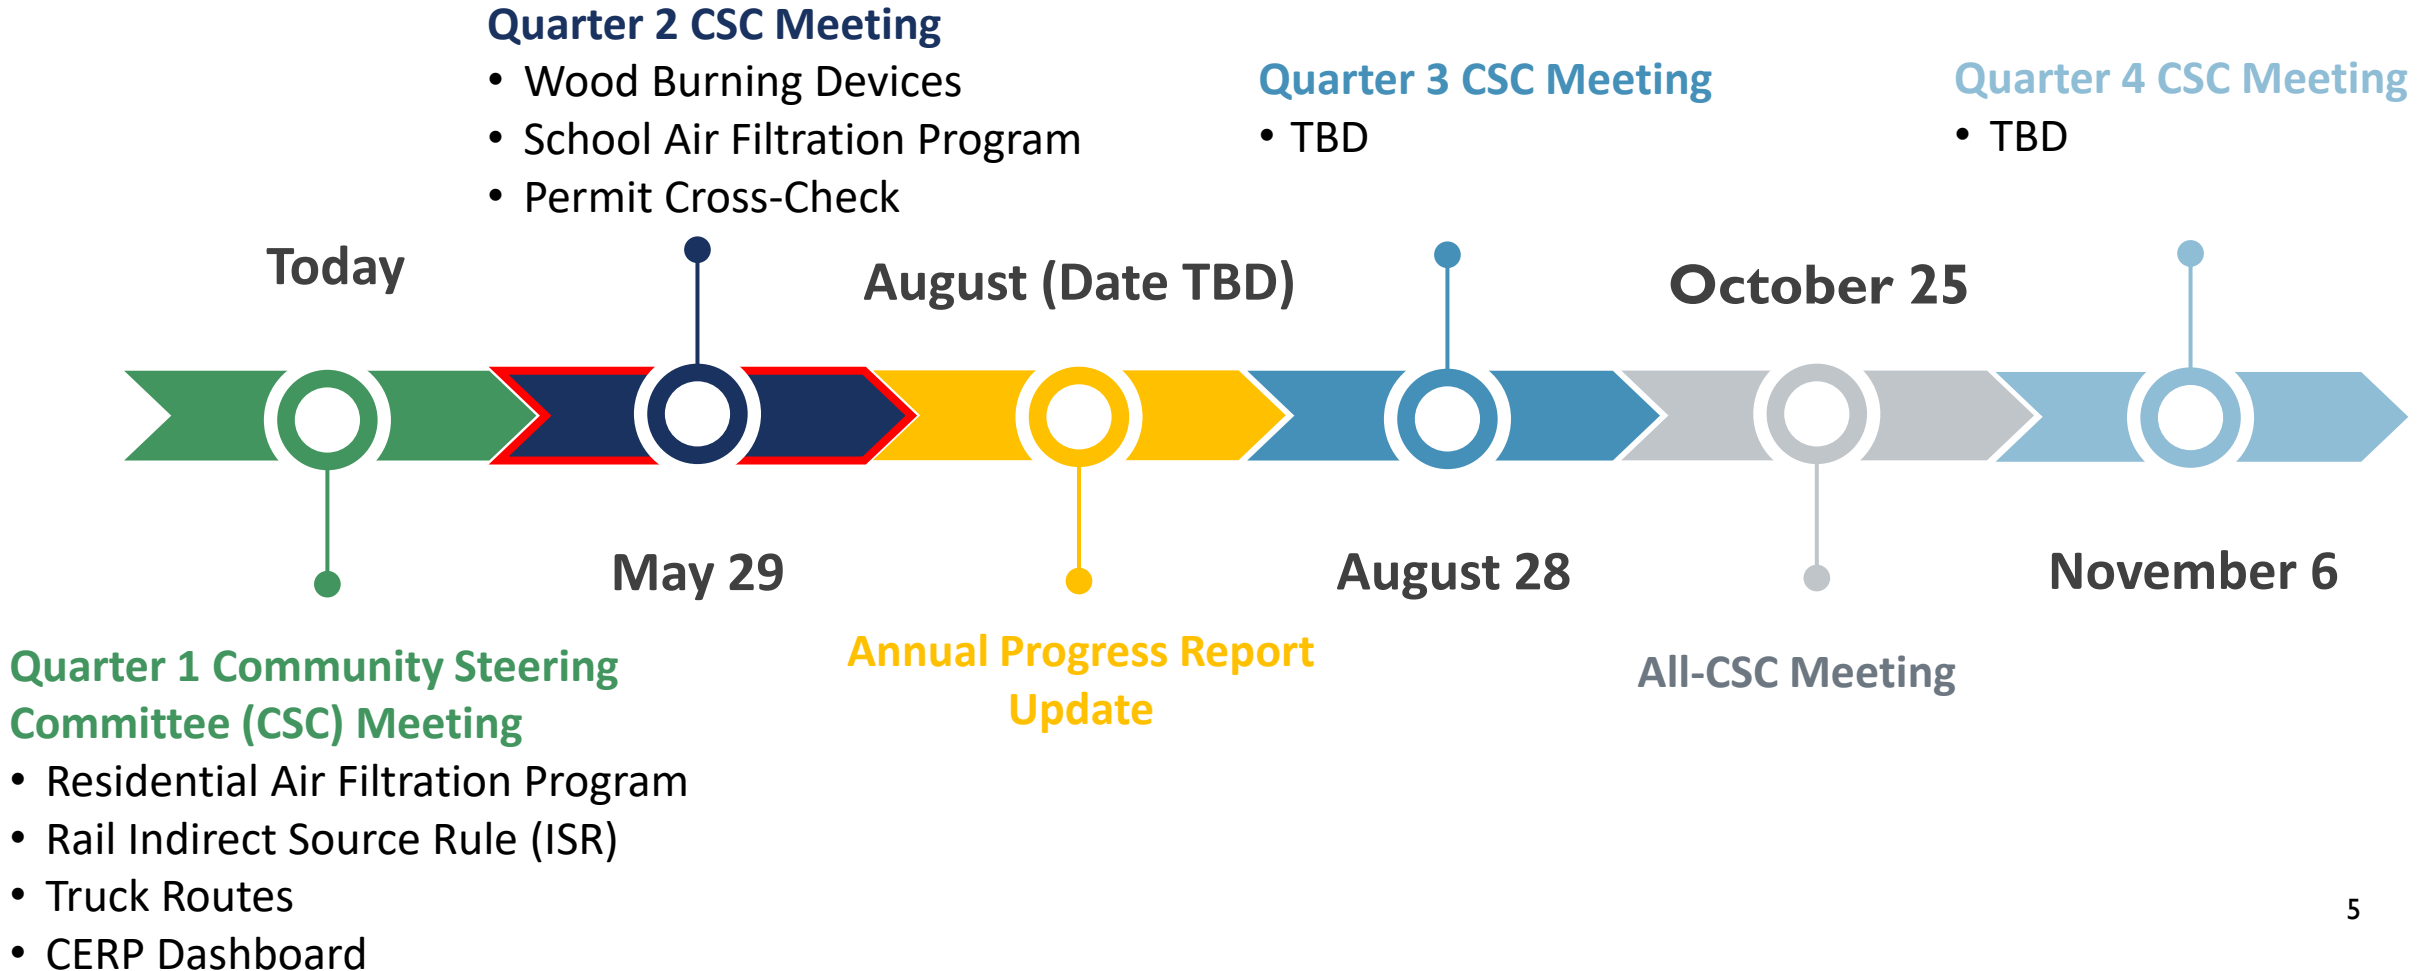 Quarter 2 CSC Meeting
• Wood Burning Devices
• School Air Filtration Program
• Permit Cross-Check
Quarter 3 CSC Meeting
• TBD
Quarter 4 CSC Meeting
• TBD
Today
August (Date TBD)
October 25
May 29
August 28
November 6
Quarter 1 Community Steering
Committee (CSC) Meeting
• Residential Air Filtration Program
• Rail Indirect Source Rule (ISR)
• Truck Routes
• CERP Dashboard
Annual Progress Report
Update
All-CSC Meeting
5